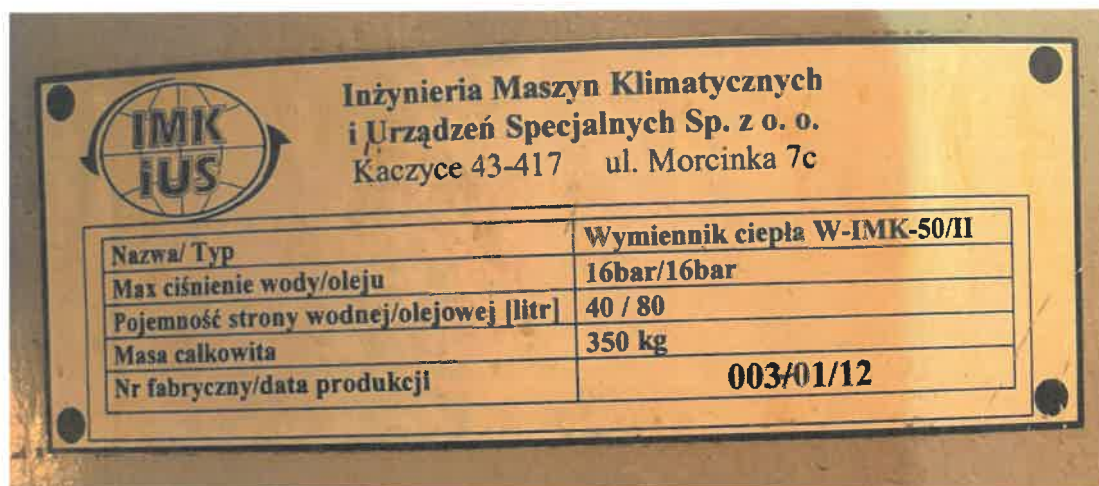 IMK
iUS
Inżynieria Maszyn Klimatycznych
i Urządzeń Specjalnych Sp. z o. o.
Kaczyce 43-417 ul. Morcinka 7c
Nazwa/ Typ Wymiennik ciepła W-IMK-50/II
Max ciśnienie wody/oleju 16bar/16bar
Pojemność strony wodnej/olejowej [litr] 40 / 80
Masa całkowita 350 kg
Nr fabryczny/data produkcji 003/01/12